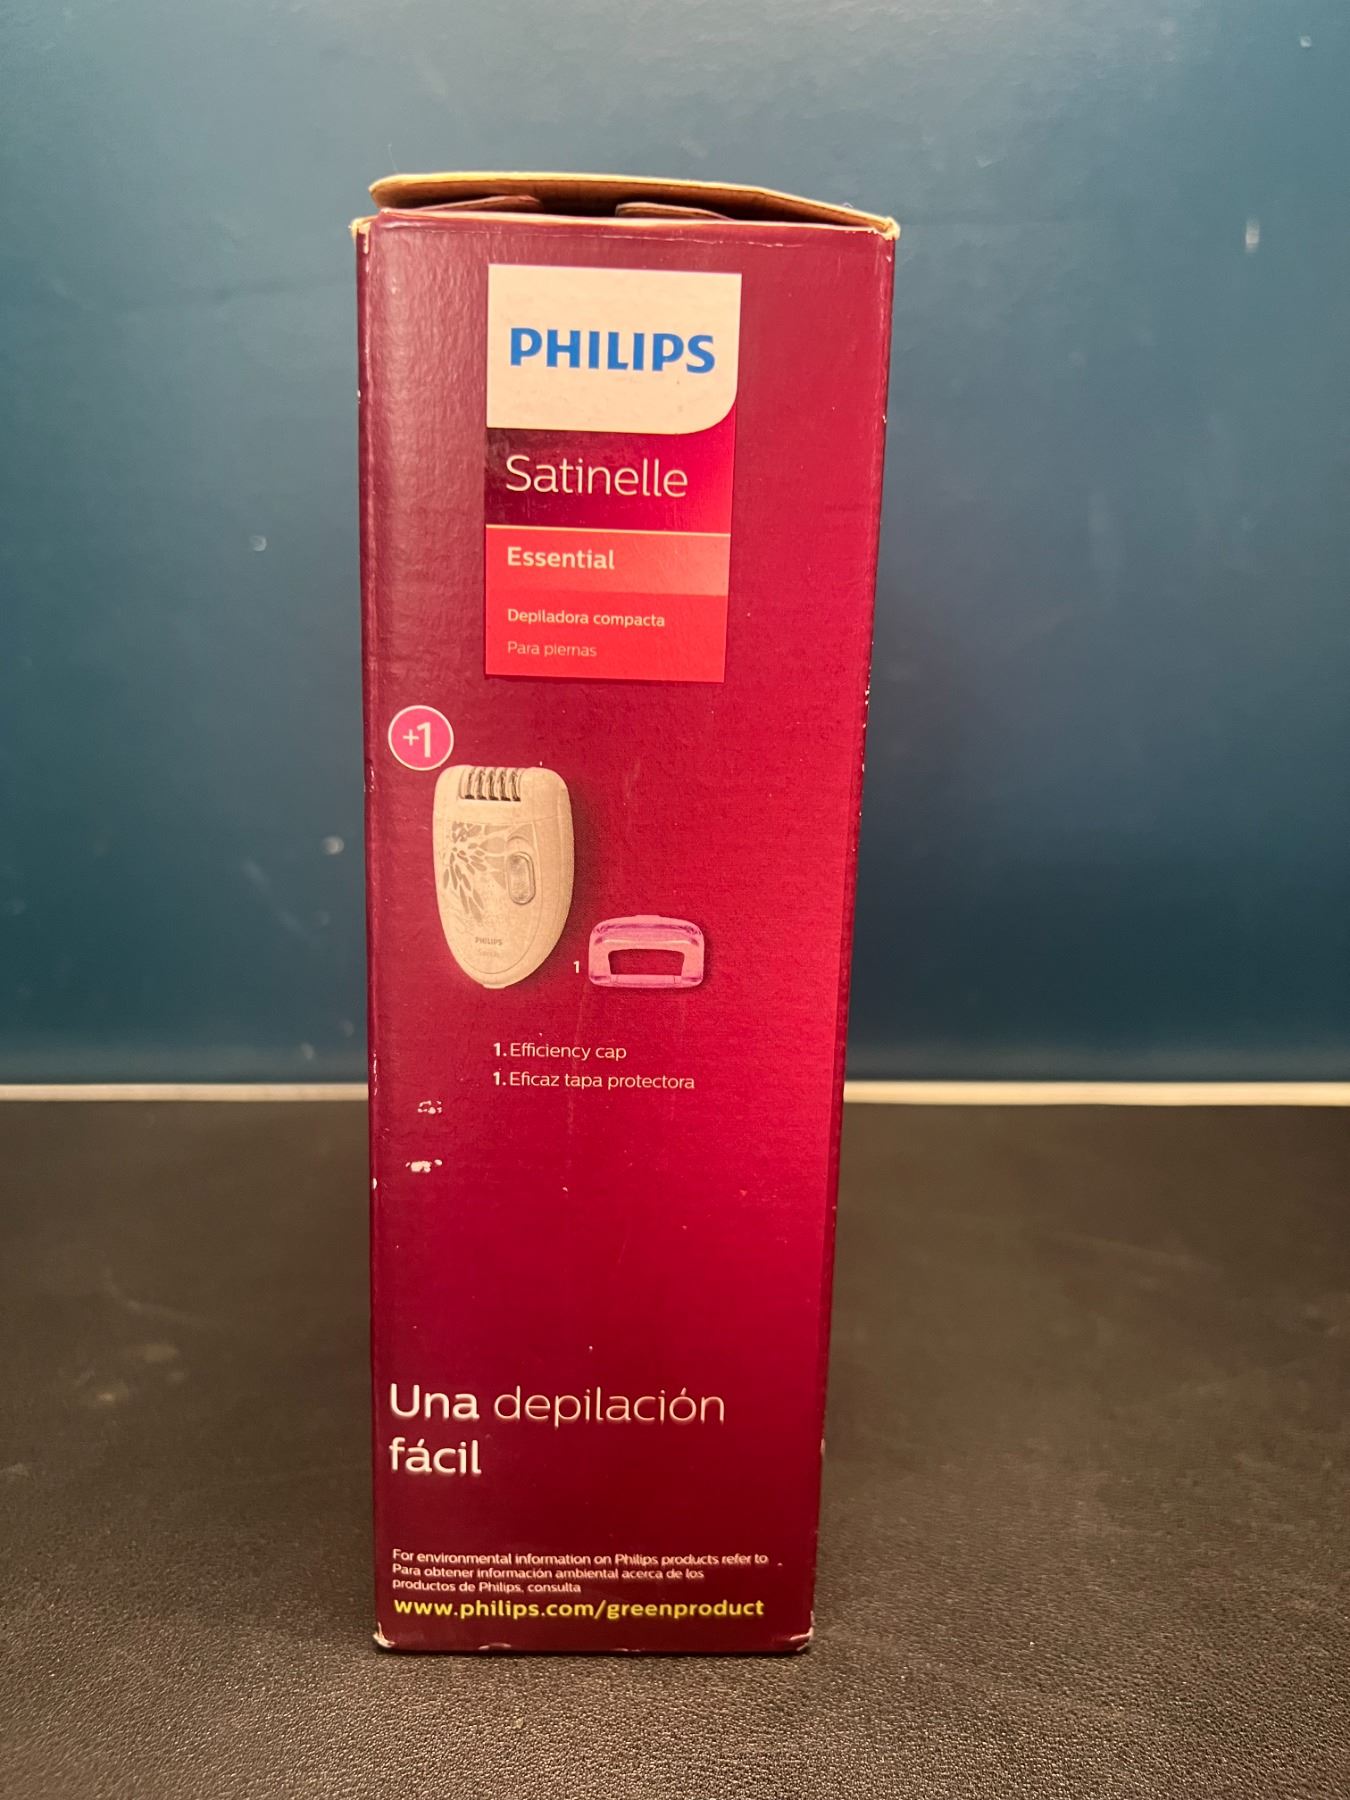 PHILIPS
Satinelle
Essential
Depiladora compacta
Para piernas
+1
PHILIPS
1
1. Efficiency cap
1. Eficaz tapa protectora
Una depilación
fácil
For environmental information on Philips products refer to
Para obtener información ambiental acerca de los
productos de Philips, consulta
www.philips.com/greenproduct